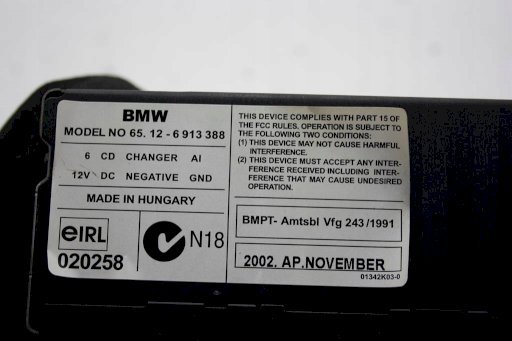 BMW
MODEL NO 65. 12 - 6 913 388
6 CD CHANGER AI
12V DC NEGATIVE GND
MADE IN HUNGARY
eIRL
020258
N18
THIS DEVICE COMPLIES WITH PART 15 OF
THE FCC RULES. OPERATION IS SUBJECT TO
THE FOLLOWING TWO CONDITIONS:
(1) THIS DEVICE MAY NOT CAUSE HARMFUL
INTERFERENCE.
(2) THIS DEVICE MUST ACCEPT ANY INTER-
FERENCE RECEIVED INCLUDING INTER-
FERENCE THAT MAY CAUSE UNDESIRED
OPERATION.
BMPT- Amtsbl Vfg 243/1991
2002. AP.NOVEMBER
01342K03-0